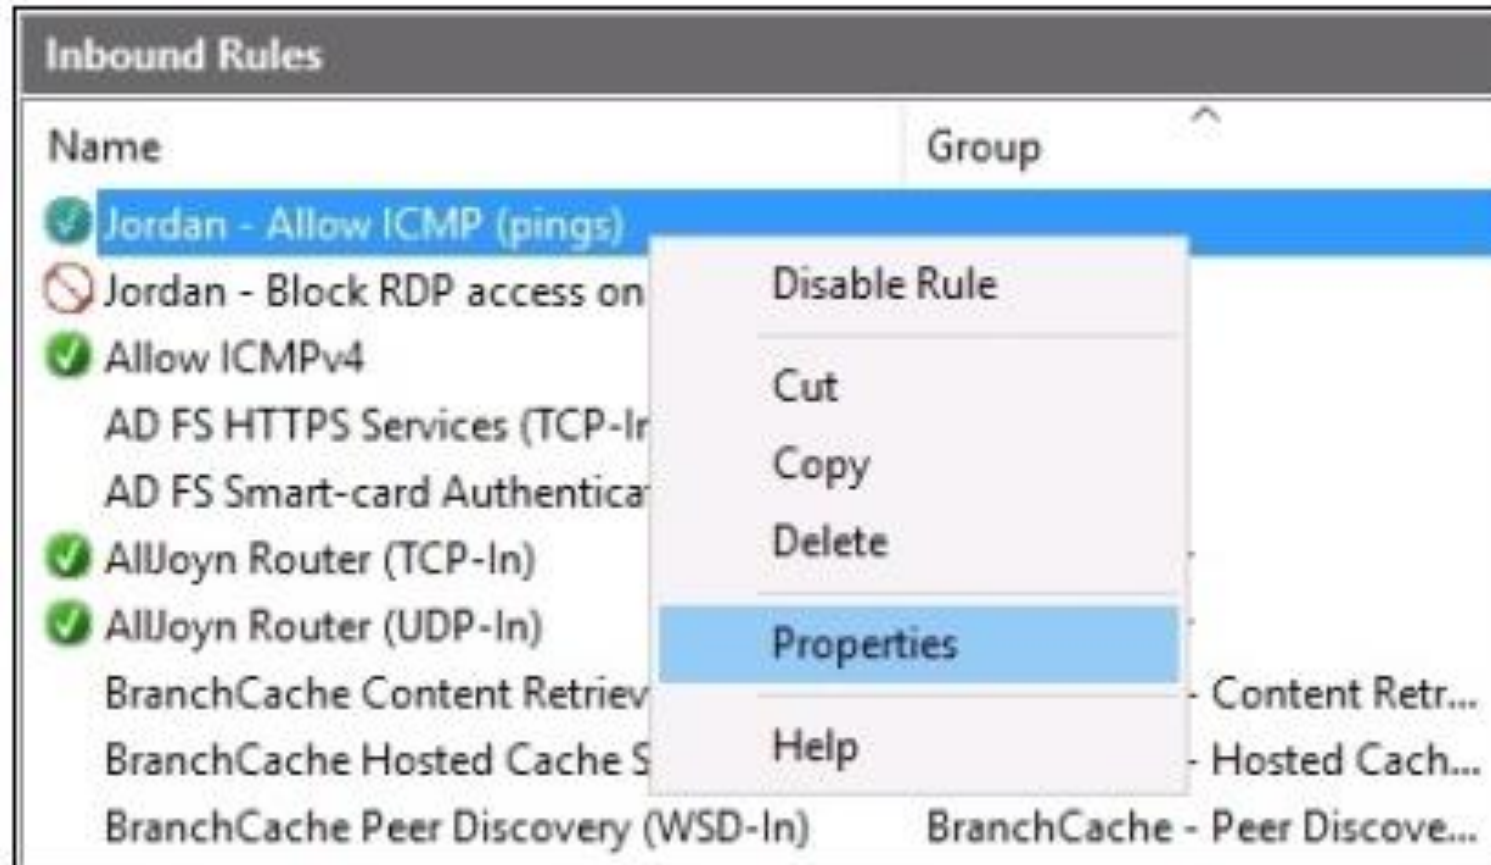 Inbound Rules
Name Group
Jordan - Allow ICMP (pings)
Jordan - Block RDP access on
Allow ICMPv4
AD FS HTTPS Services (TCP-Ir
AD FS Smart-card Authentica
AllJoyn Router (TCP-In)
AllJoyn Router (UDP-In)
BranchCache Content Retriev - Content Retr...
BranchCache Hosted Cache S - Hosted Cach...
BranchCache Peer Discovery (WSD-In) BranchCache - Peer Discove...
Disable Rule
Cut
Copy
Delete
Properties
Help